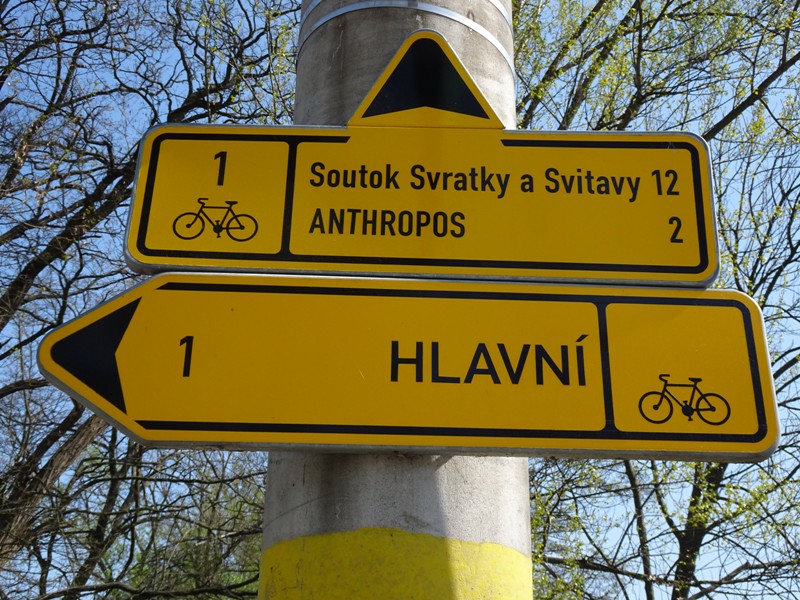 1 Soutok Svratky a Svitavy 12
ANTHROPOS 2
1 HLAVNÍ